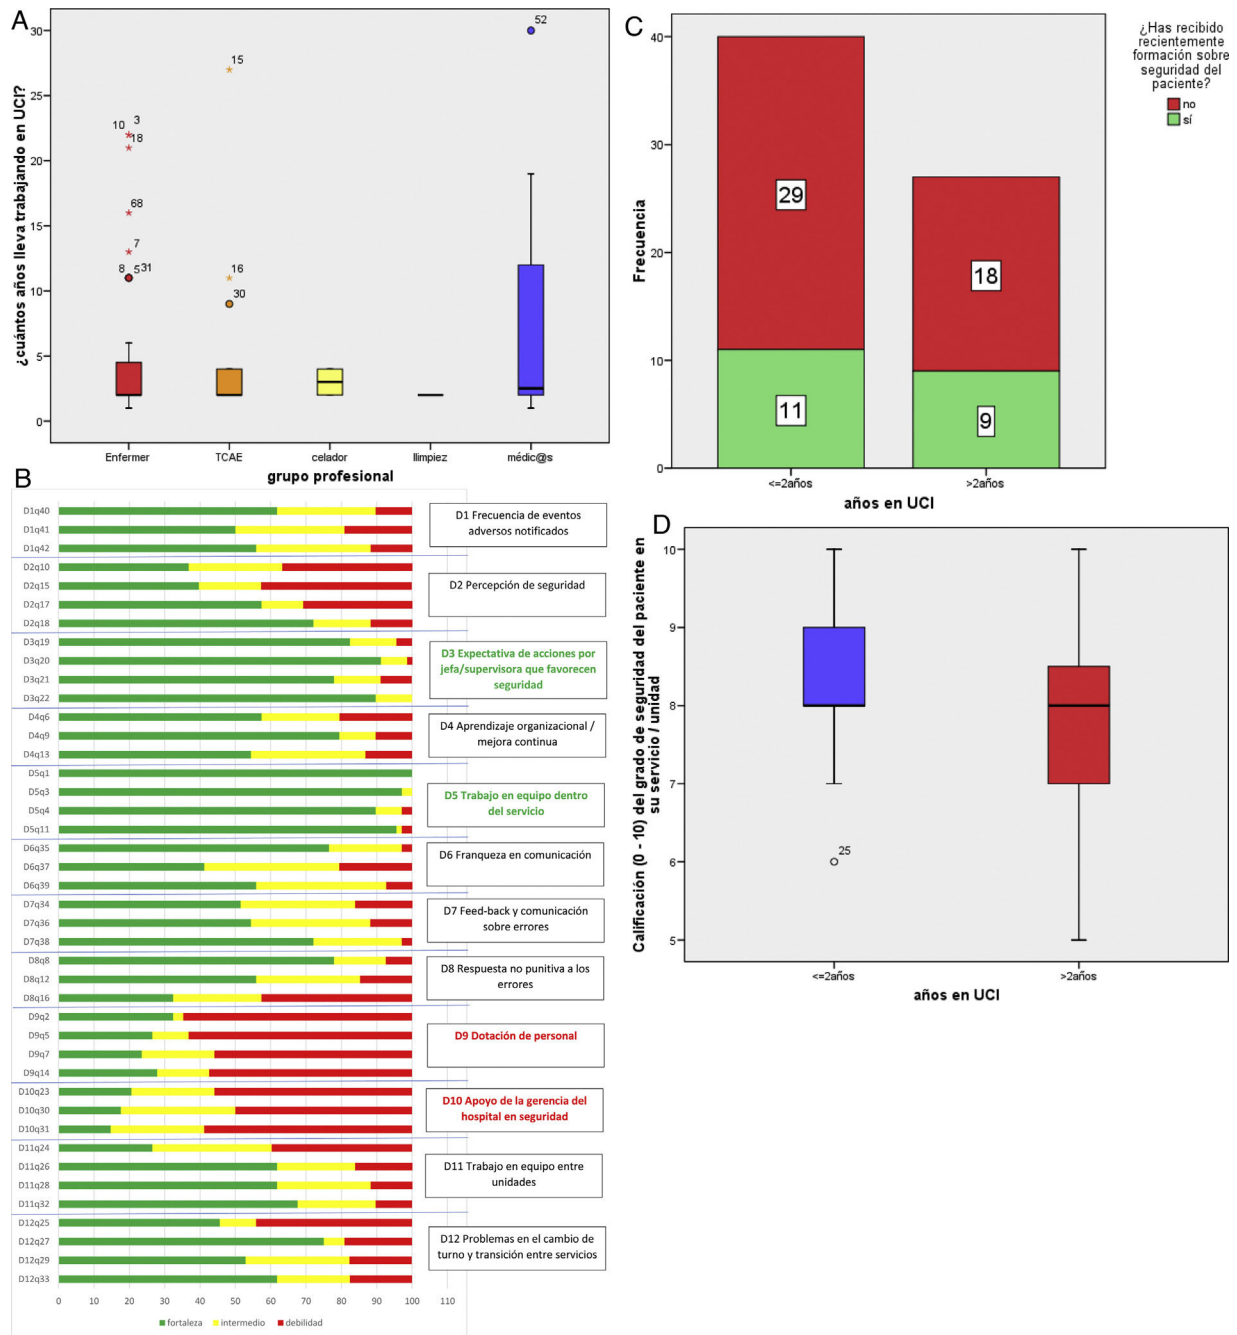 A
¿cuántos años lleva trabajando en UCI?
30
25
20
15
10
5
0
10 3
18
68
7
8 5 31
15
16
30
52
Enfermer TCAE celador llimpiez médic@s
grupo profesional
B
D1q40
D1q41
D1q42
D1 Frecuencia de eventos
adversos notificados
D2q10
D2q15
D2q17
D2q18
D2 Percepción de seguridad
D3q19
D3q20
D3q21
D3q22
D3 Expectativa de acciones por
jefa/supervisora que favorecen
seguridad
D4q6
D4q9
D4q13
D4 Aprendizaje organizacional /
mejora continua
D5q1
D5q3
D5q4
D5q11
D5 Trabajo en equipo dentro
del servicio
D6q35
D6q37
D6q39
D6 Franqueza en comunicación
D7q34
D7q36
D7q38
D7 Feed-back y comunicación
sobre errores
D8q8
D8q12
D8q16
D8 Respuesta no punitiva a los
errores
D9q2
D9q5
D9q7
D9q14
D9 Dotación de personal
D10q23
D10q30
D10q31
D10 Apoyo de la gerencia del
hospital en seguridad
D11q24
D11q26
D11q28
D11q32
D11 Trabajo en equipo entre
unidades
D12q25
D12q27
D12q29
D12q33
D12 Problemas en el cambio de
turno y transición entre servicios
0 10 20 30 40 50 60 70 80 90 100 110
fortaleza intermedio debilidad
C
Frecuencia
40
30
20
10
0
29
11
18
9
<=2años >2años
años en UCI
¿Has recibido
recientemente
formación sobre
seguridad del
paciente?
no
sí
D
Calificación (0 - 10) del grado de seguridad del paciente en
su servicio / unidad
10
9
8
7
6
5
25
<=2años >2años
años en UCI